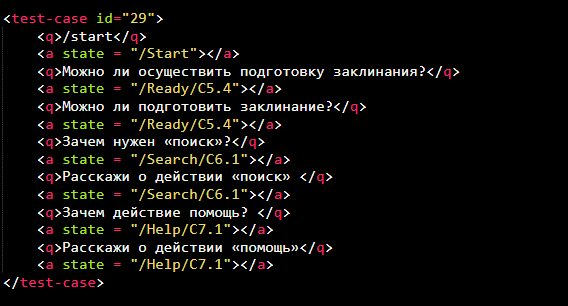 <test-case id="29">
<q>/start</q>
<a state = "/Start"></a>
<q>Можно ли осуществить подготовку заклинания?</q>
<a state = "/Ready/C5.4"></a>
<q>Можно ли подготовить заклинание?</q>
<a state = "/Ready/C5.4"></a>
<q>Зачем нужен «поиск»?</q>
<a state = "/Search/C6.1"></a>
<q>Расскажи о действии «поиск» </q>
<a state = "/Search/C6.1"></a>
<q>Зачем действие помощь? </q>
<a state = "/Help/C7.1"></a>
<q>Расскажи о действии «помощь»</q>
<a state = "/Help/C7.1"></a>
</test-case>